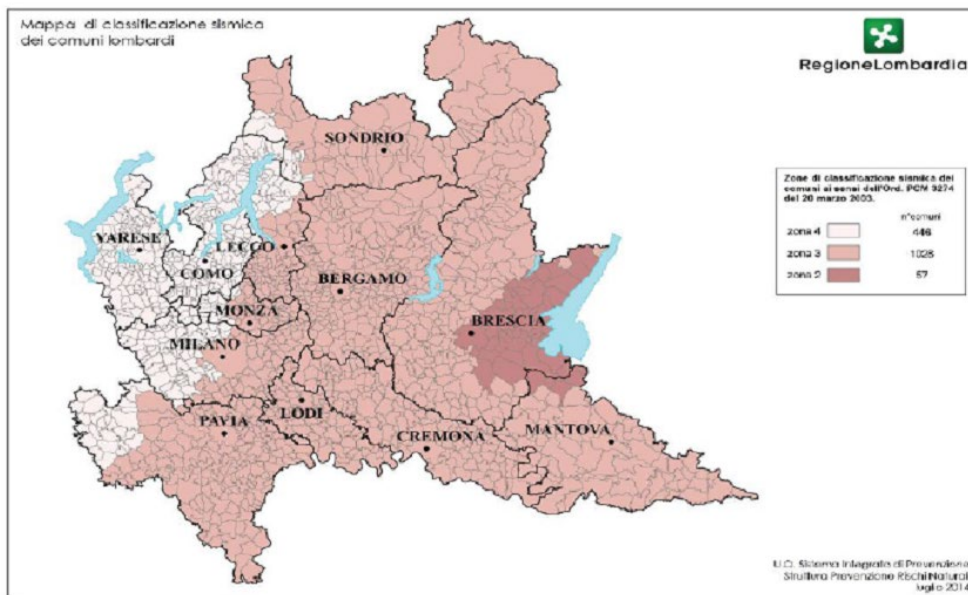 Mappa di classificazione sismica
dei comuni lombardi
RegioneLombardia
SONDRIO
VARESE
LECCO
COMO
BERGAMO
MONZA
BRESCIA
MILANO
LODI
PAVIA
CREMONA
MANTOVA
Zone di classificazione sismica dei
comuni ai sensi dell'Ord. PCM 3274
del 20 marzo 2003.
n°comuni
zona 4 446
zona 3 1028
zona 2 57
U.O. Sistema Integrato di Prevenzione
Struttura Prevenzione Rischi Naturali
luglio 2014